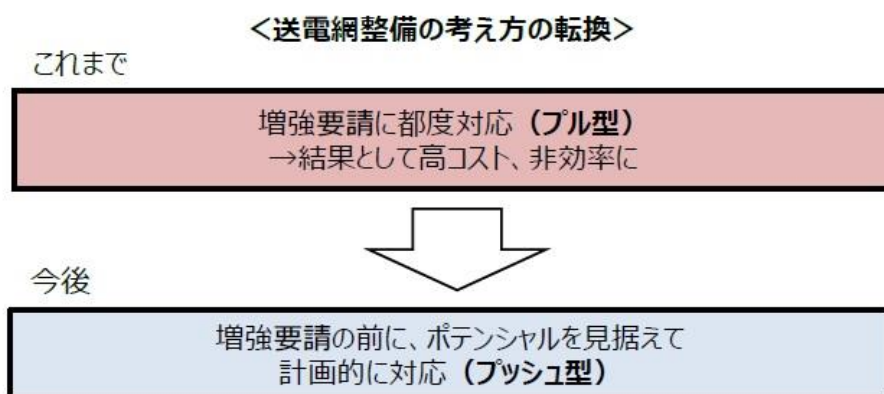 ＜送電網整備の考え方の転換＞
これまで
増強要請に都度対応（プル型）
→結果として高コスト、非効率に
今後
増強要請の前に、ポテンシャルを見据えて
計画的に対応（プッシュ型）